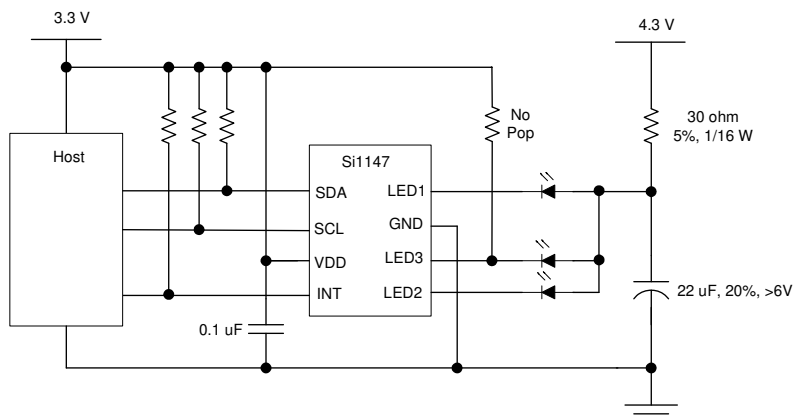 3.3 V
4.3 V
No
Pop
30 ohm
5%, 1/16 W
Host
Si1147
SDA
LED1
SCL
GND
VDD
LED3
INT
LED2
0.1 uF
22 uF, 20%, >6V